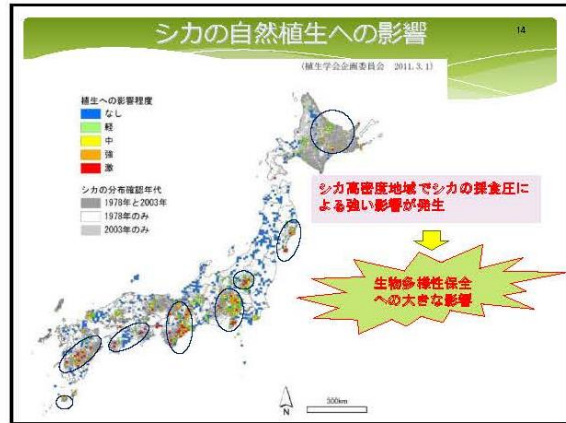 シカの自然植生への影響
14
(植生学会企画委員会 2011.3.1)
植生への影響程度
なし
軽
中
強
激
シカの分布確認年代
1978年と2003年
1978年のみ
2003年のみ
シカ高密度地域でシカの採食圧に
よる強い影響が発生
生物多様性保全
への大きな影響
N
300km